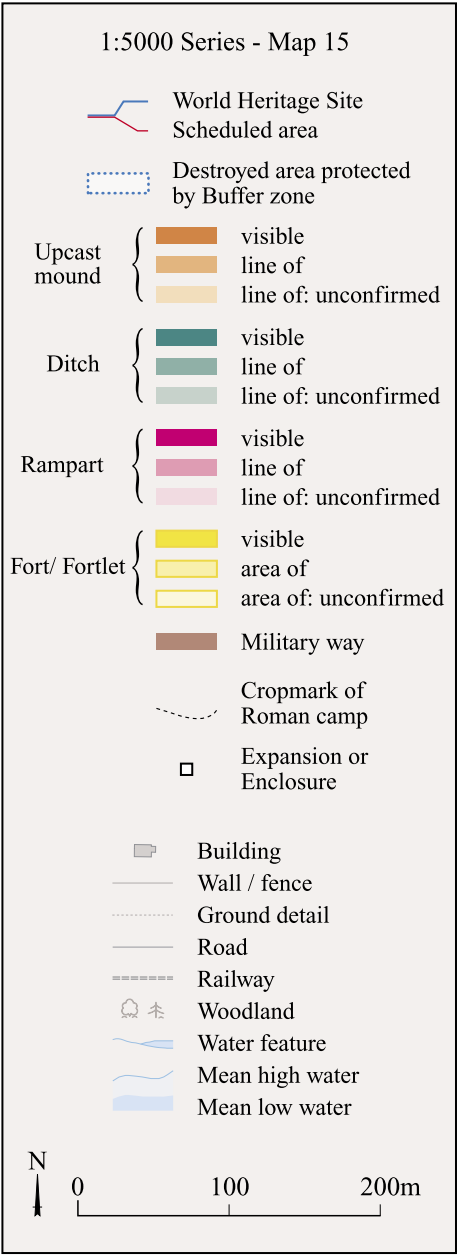 1:5000 Series - Map 15
World Heritage Site
Scheduled area
Destroyed area protected
by Buffer zone
Upcast
mound
visible
line of
line of: unconfirmed
Ditch
visible
line of
line of: unconfirmed
Rampart
visible
line of
line of: unconfirmed
Fort/ Fortlet
visible
area of
area of: unconfirmed
Military way
Cropmark of
Roman camp
Expansion or
Enclosure
Building
Wall / fence
Ground detail
Road
Railway
Woodland
Water feature
Mean high water
Mean low water
N
0 100 200m